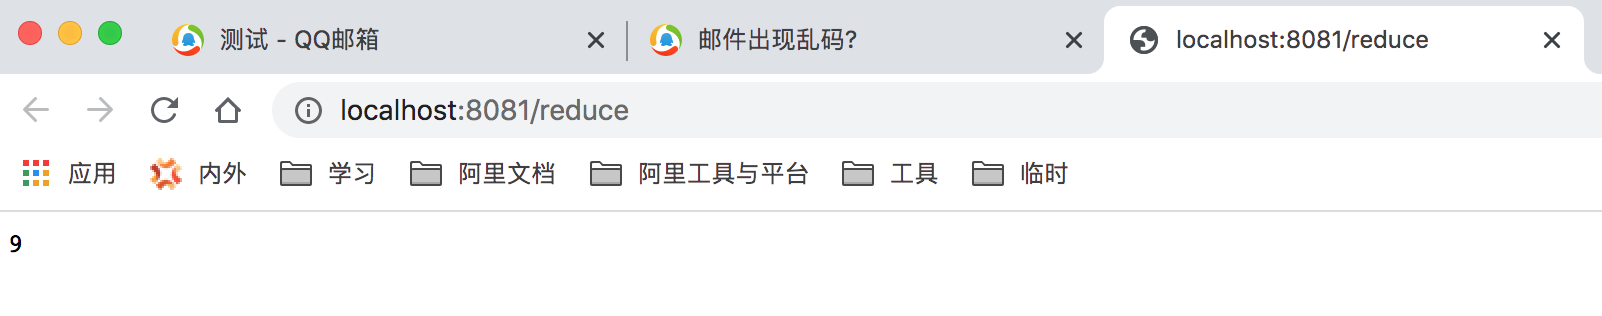 测试 - QQ邮箱 邮件出现乱码? localhost:8081/reduce
localhost:8081/reduce
应用 内外 学习 阿里文档 阿里工具与平台 工具 临时
9